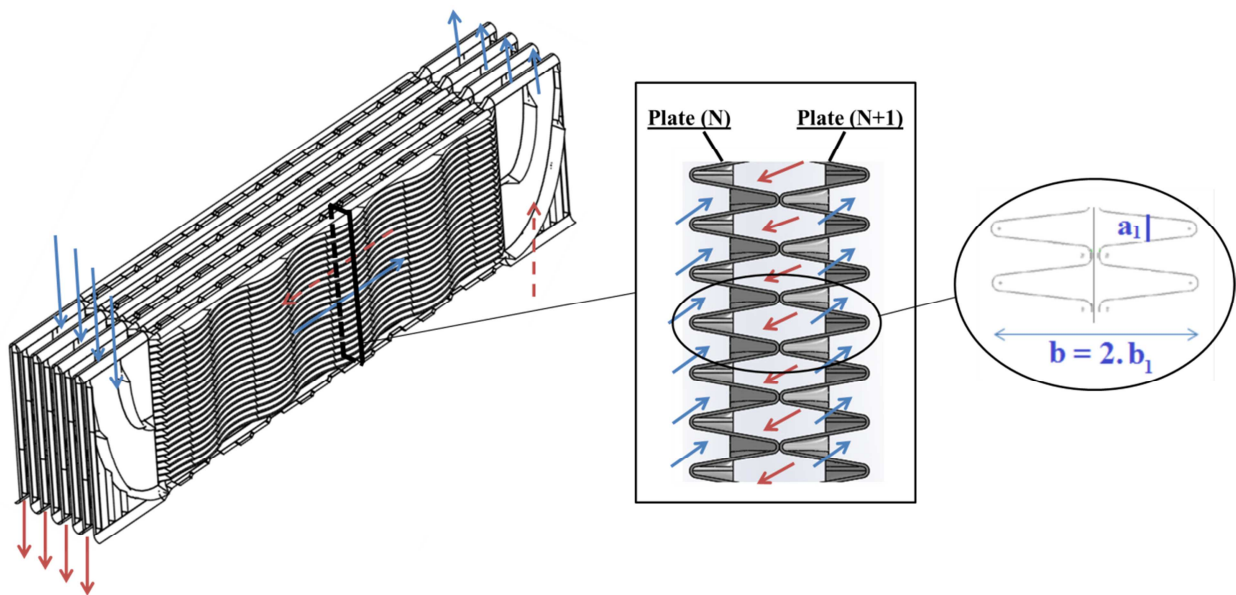 Plate (N)
Plate (N+1)
a₁
b = 2. b₁